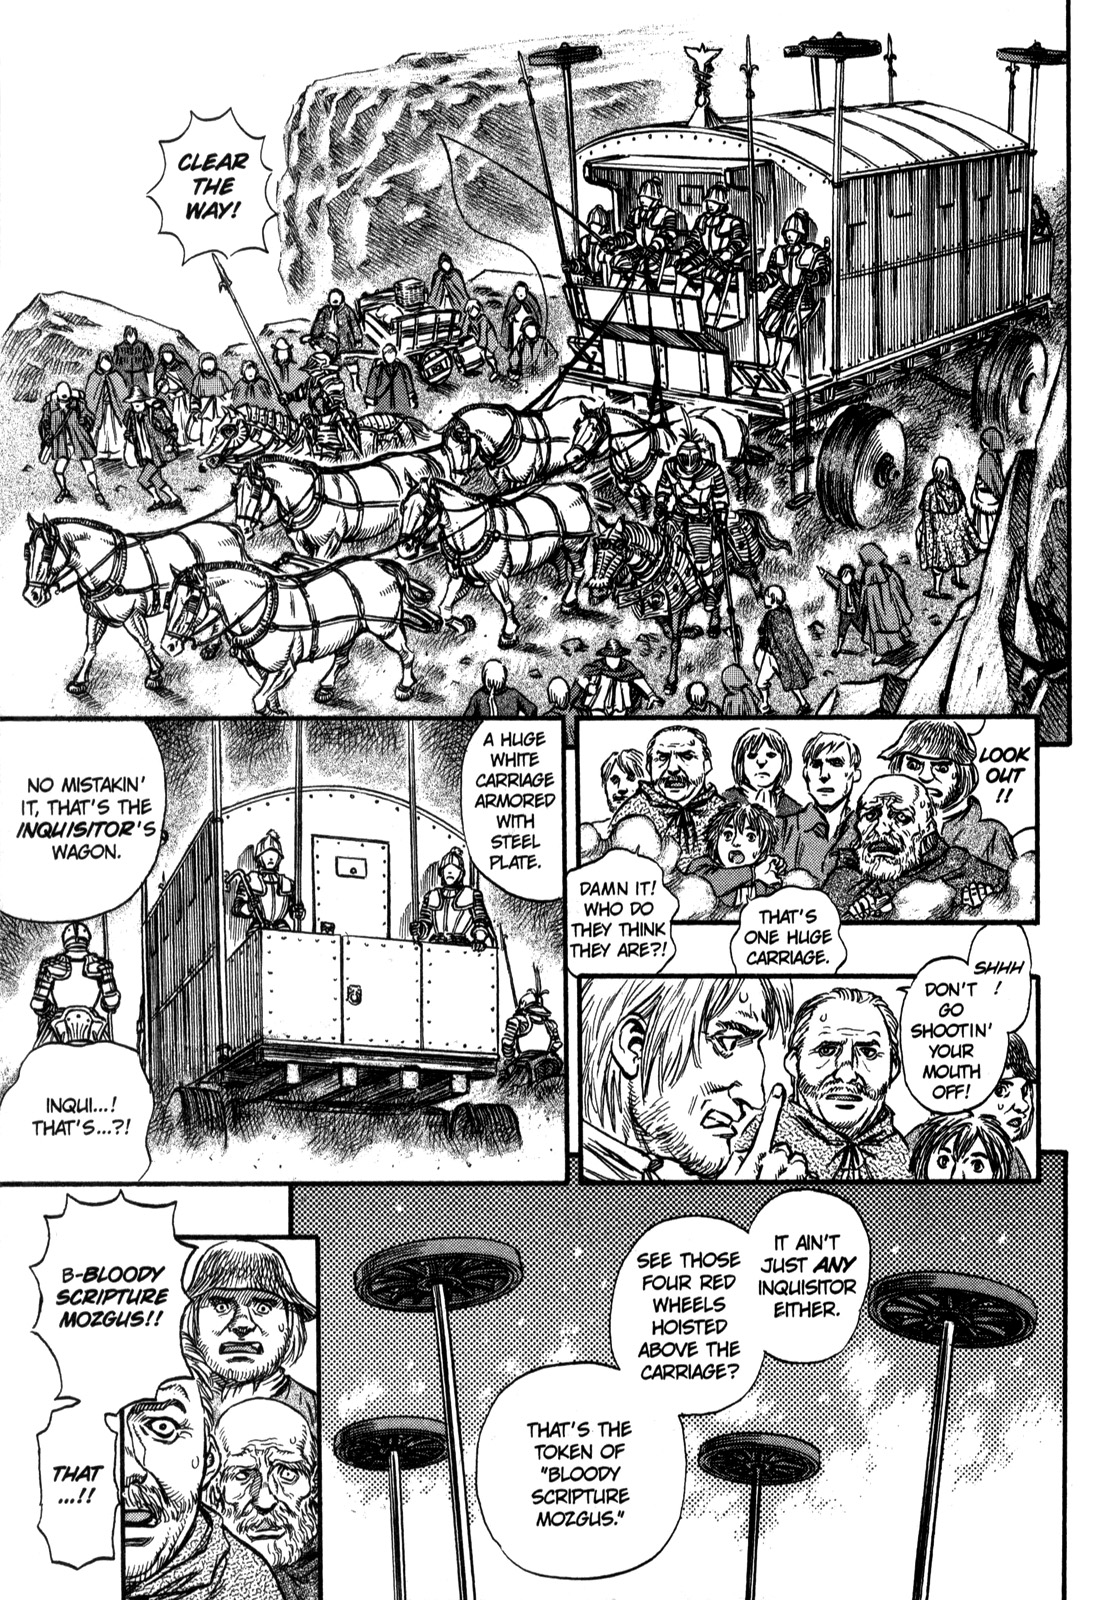 CLEAR
THE
WAY!
LOOK
OUT
!!
THAT'S
ONE HUGE
CARRIAGE.
DAMN IT!
WHO DO
THEY THINK
THEY ARE?!
SHHH
!
DON'T
GO
SHOOTIN'
YOUR
MOUTH
OFF!
A HUGE
WHITE
CARRIAGE
ARMORED
WITH
STEEL
PLATE.
NO MISTAKIN'
IT, THAT'S THE
INQUISITOR'S
WAGON.
INQUI...!
THAT'S...?!
IT AIN'T
JUST ANY
INQUISITOR
EITHER.
SEE THOSE
FOUR RED
WHEELS
HOISTED
ABOVE THE
CARRIAGE?
THAT'S THE
TOKEN OF
"BLOODY
SCRIPTURE
MOZGUS."
B-BLOODY
SCRIPTURE
MOZGUS!!
THAT
...!!